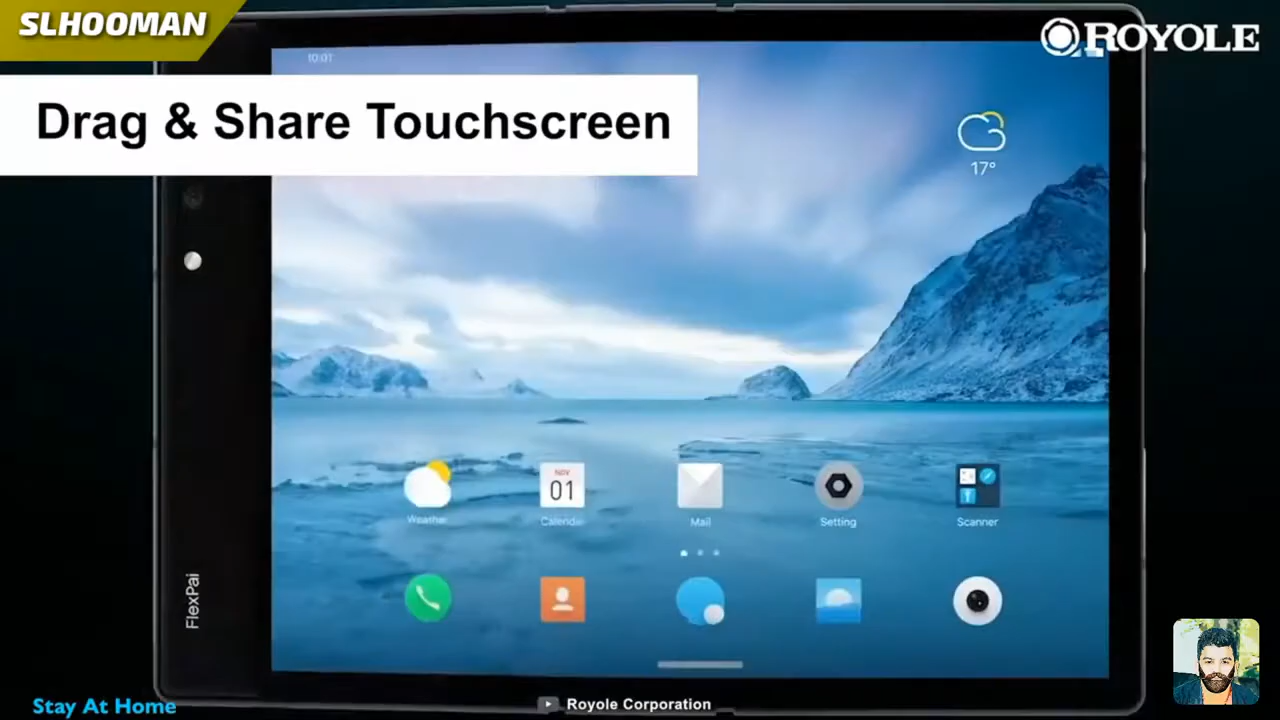 SLHOOMAN
ROYOLE
10:01
Drag & Share Touchscreen
17°
NOV
01
Weather
Calendar
Mail
Setting
Scanner
FlexPai
Stay At Home
Royole Corporation